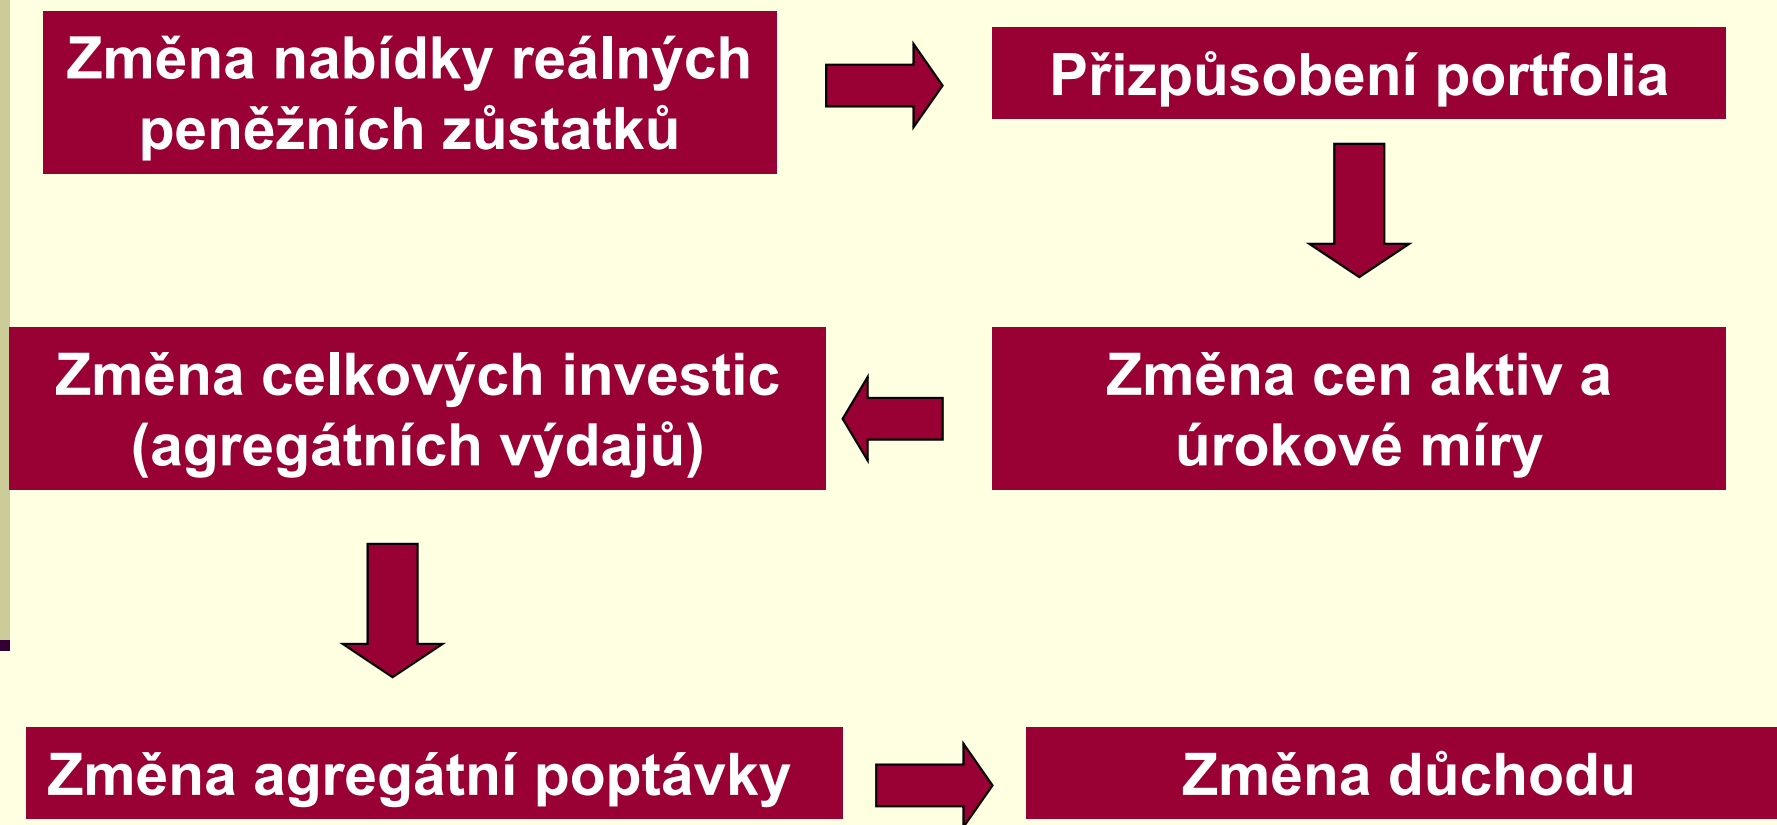 Změna nabídky reálných
peněžních zůstatků
Přizpůsobení portfolia
Změna cen aktiv a
úrokové míry
Změna celkových investic
(agregátních výdajů)
Změna agregátní poptávky
Změna důchodu